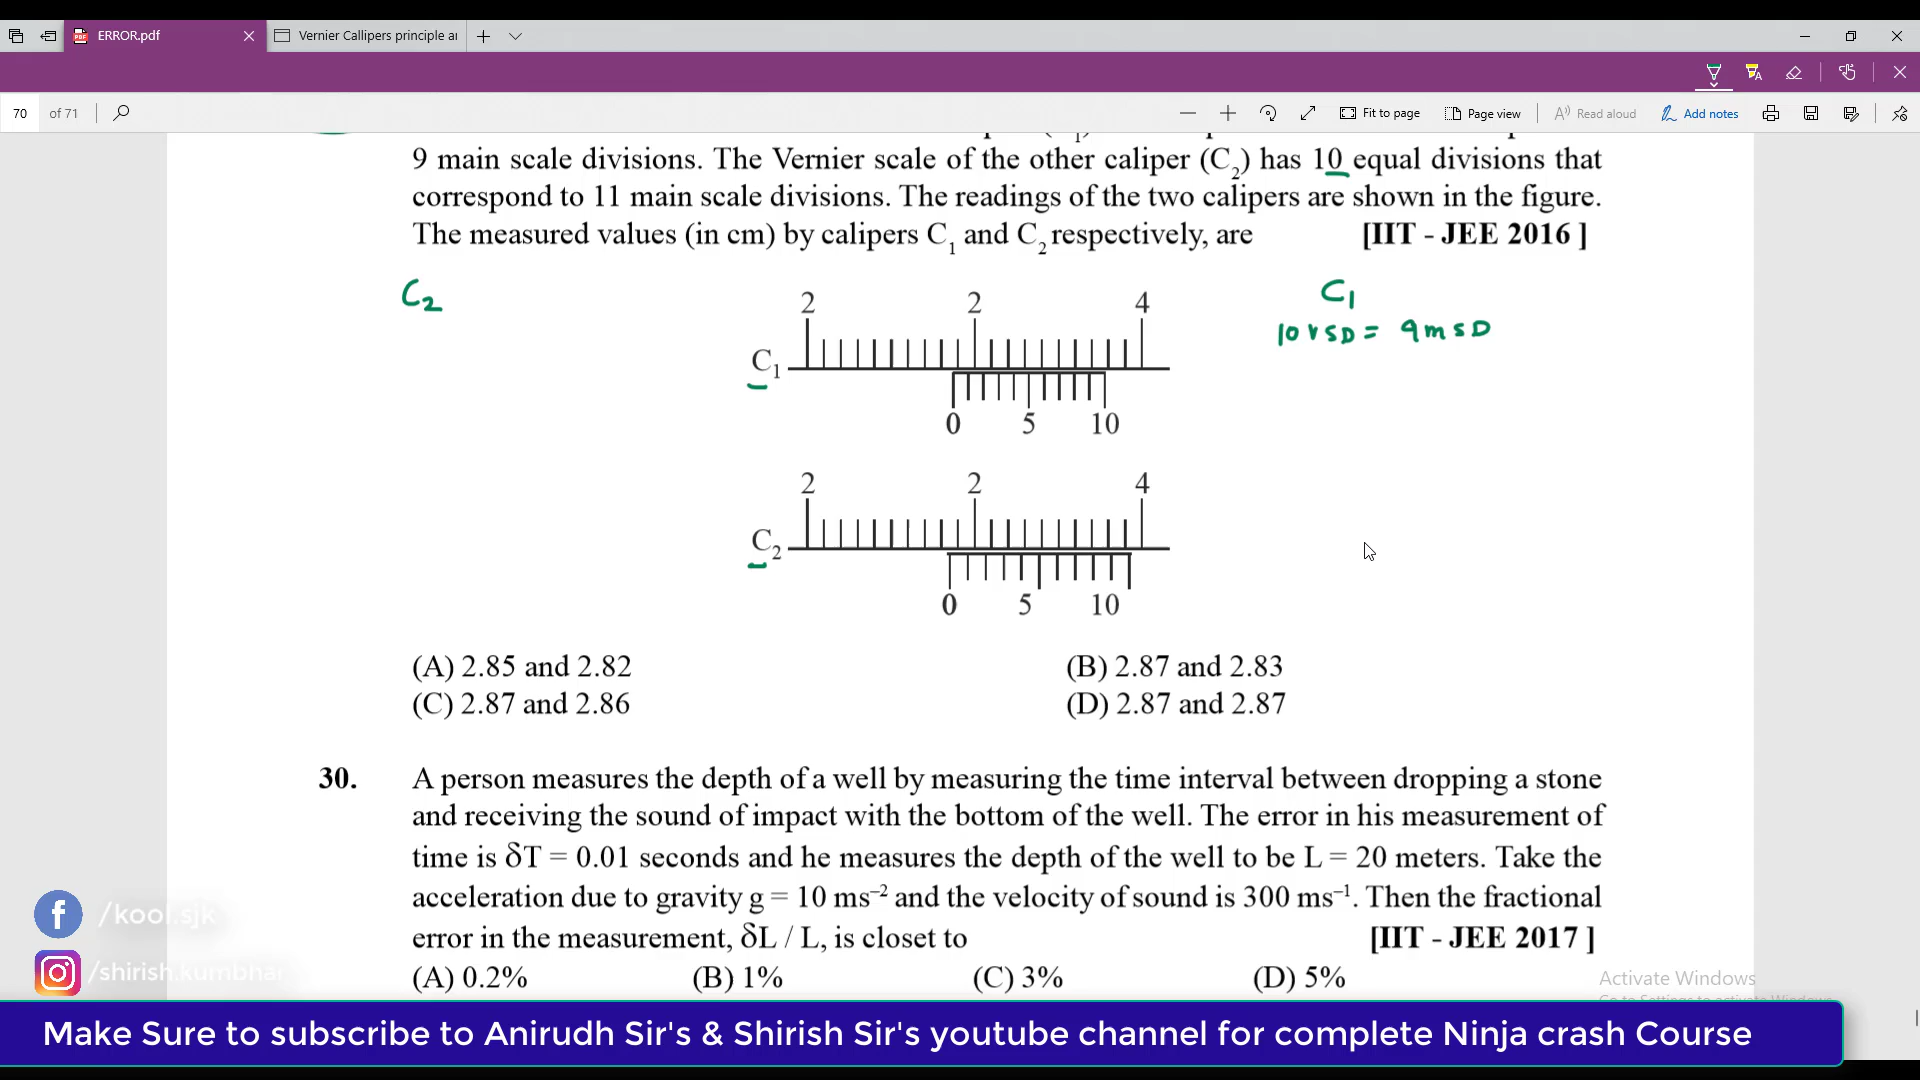 ERROR.pdf
Vernier Callipers principle ar
70 of 71
Fit to page
Page view
Read aloud
Add notes
9 main scale divisions. The Vernier scale of the other caliper (C₂) has 10 equal divisions that
correspond to 11 main scale divisions. The readings of the two calipers are shown in the figure.
The measured values (in cm) by calipers C₁ and C₂ respectively, are [IIT - JEE 2016 ]
C₂
C₁
10 VSD = 9 MSD
2 2 4
C₁
0 5 10
2 2 4
C₂
0 5 10
(A) 2.85 and 2.82 (B) 2.87 and 2.83
(C) 2.87 and 2.86 (D) 2.87 and 2.87
30. A person measures the depth of a well by measuring the time interval between dropping a stone
and receiving the sound of impact with the bottom of the well. The error in his measurement of
time is δT = 0.01 seconds and he measures the depth of the well to be L = 20 meters. Take the
acceleration due to gravity g = 10 ms⁻² and the velocity of sound is 300 ms⁻¹. Then the fractional
error in the measurement, δL / L, is closet to [IIT - JEE 2017 ]
(A) 0.2% (B) 1% (C) 3% (D) 5%
/kool.sjk
/shirish.kumbhar
Activate Windows
Make Sure to subscribe to Anirudh Sir's & Shirish Sir's youtube channel for complete Ninja crash Course